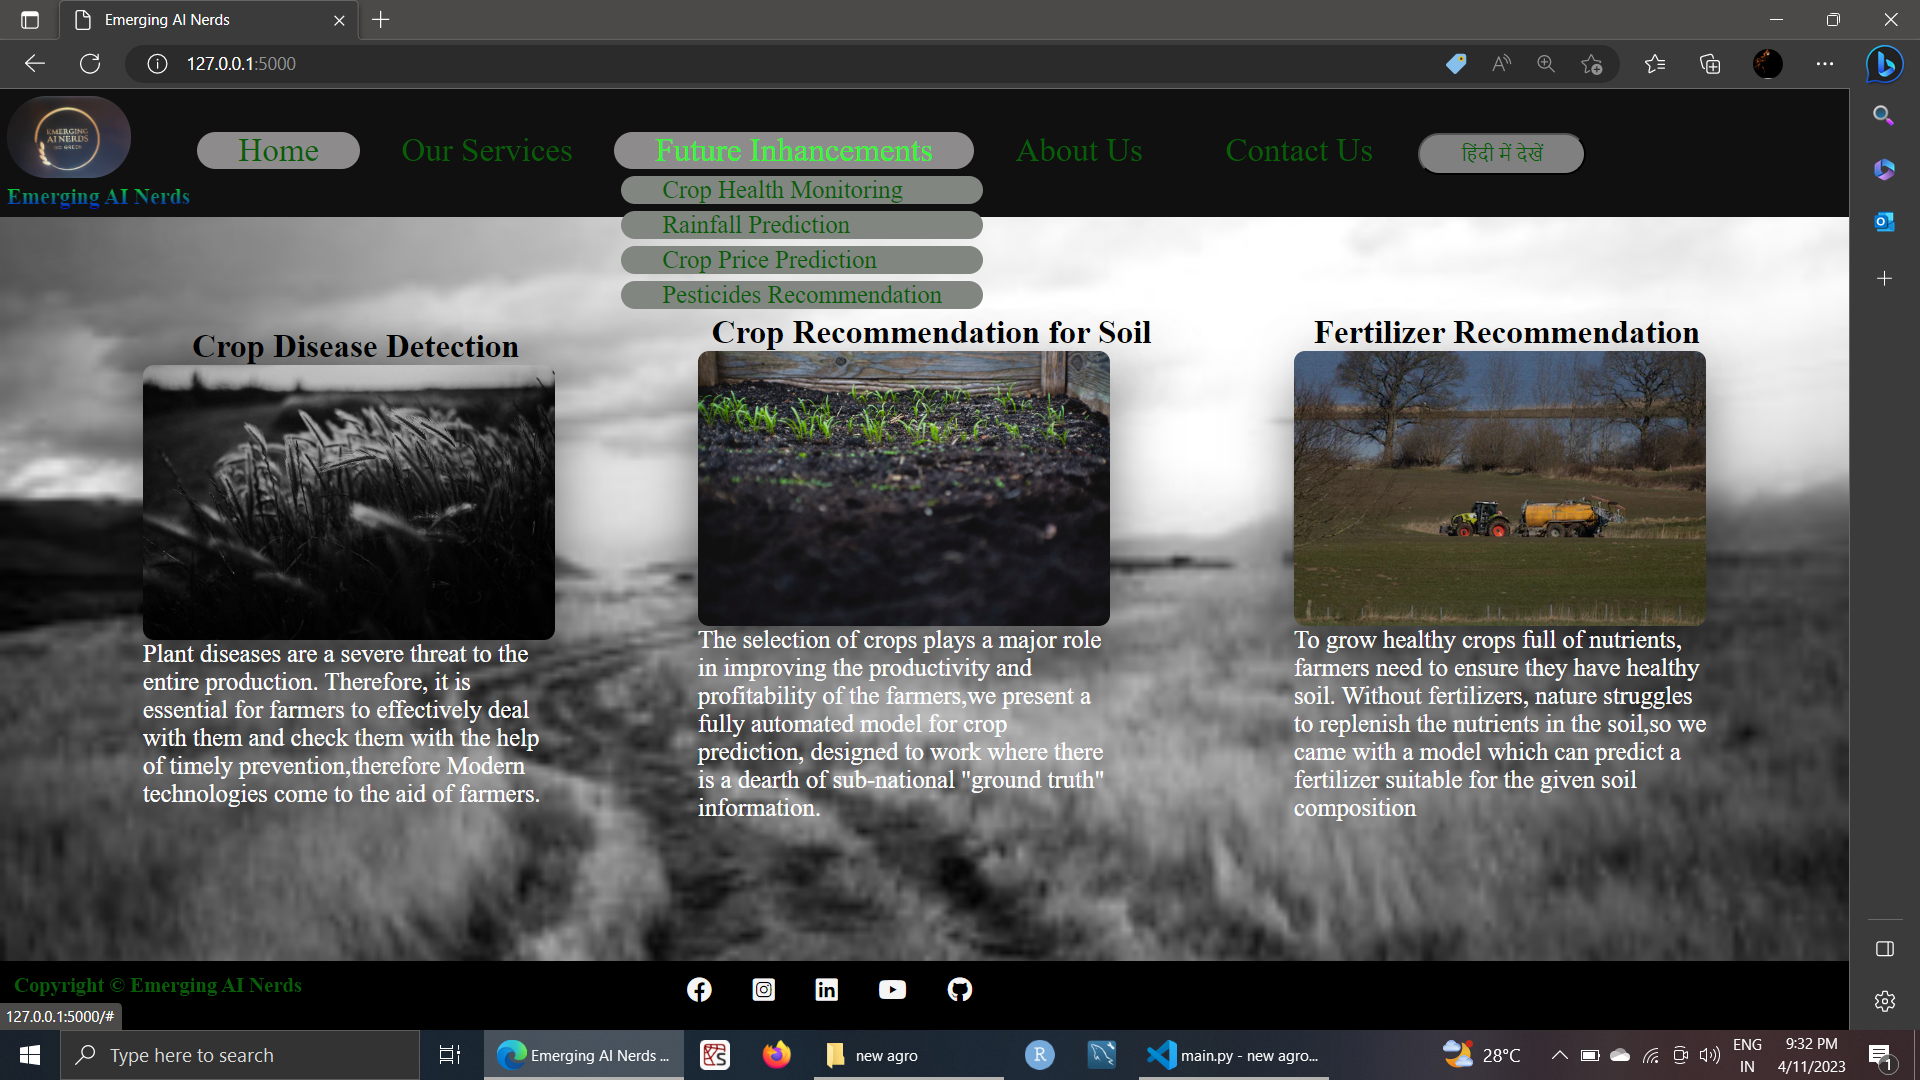 Emerging AI Nerds
127.0.0.1:5000
EMERGING
AI NERDS
Emerging AI Nerds
Home
Our Services
Future Inhancements
About Us
Contact Us
हिंदी में देखें
Crop Health Monitoring
Rainfall Prediction
Crop Price Prediction
Pesticides Recommendation
Crop Disease Detection
Plant diseases are a severe threat to the
entire production. Therefore, it is
essential for farmers to effectively deal
with them and check them with the help
of timely prevention,therefore Modern
technologies come to the aid of farmers.
Crop Recommendation for Soil
The selection of crops plays a major role
in improving the productivity and
profitability of the farmers,we present a
fully automated model for crop
prediction, designed to work where there
is a dearth of sub-national "ground truth"
information.
Fertilizer Recommendation
To grow healthy crops full of nutrients,
farmers need to ensure they have healthy
soil. Without fertilizers, nature struggles
to replenish the nutrients in the soil,so we
came with a model which can predict a
fertilizer suitable for the given soil
composition
Copyright © Emerging AI Nerds
127.0.0.1:5000/#
Type here to search
Emerging AI Nerds ...
new agro
main.py - new agro...
28°C
ENG
IN
9:32 PM
4/11/2023
1